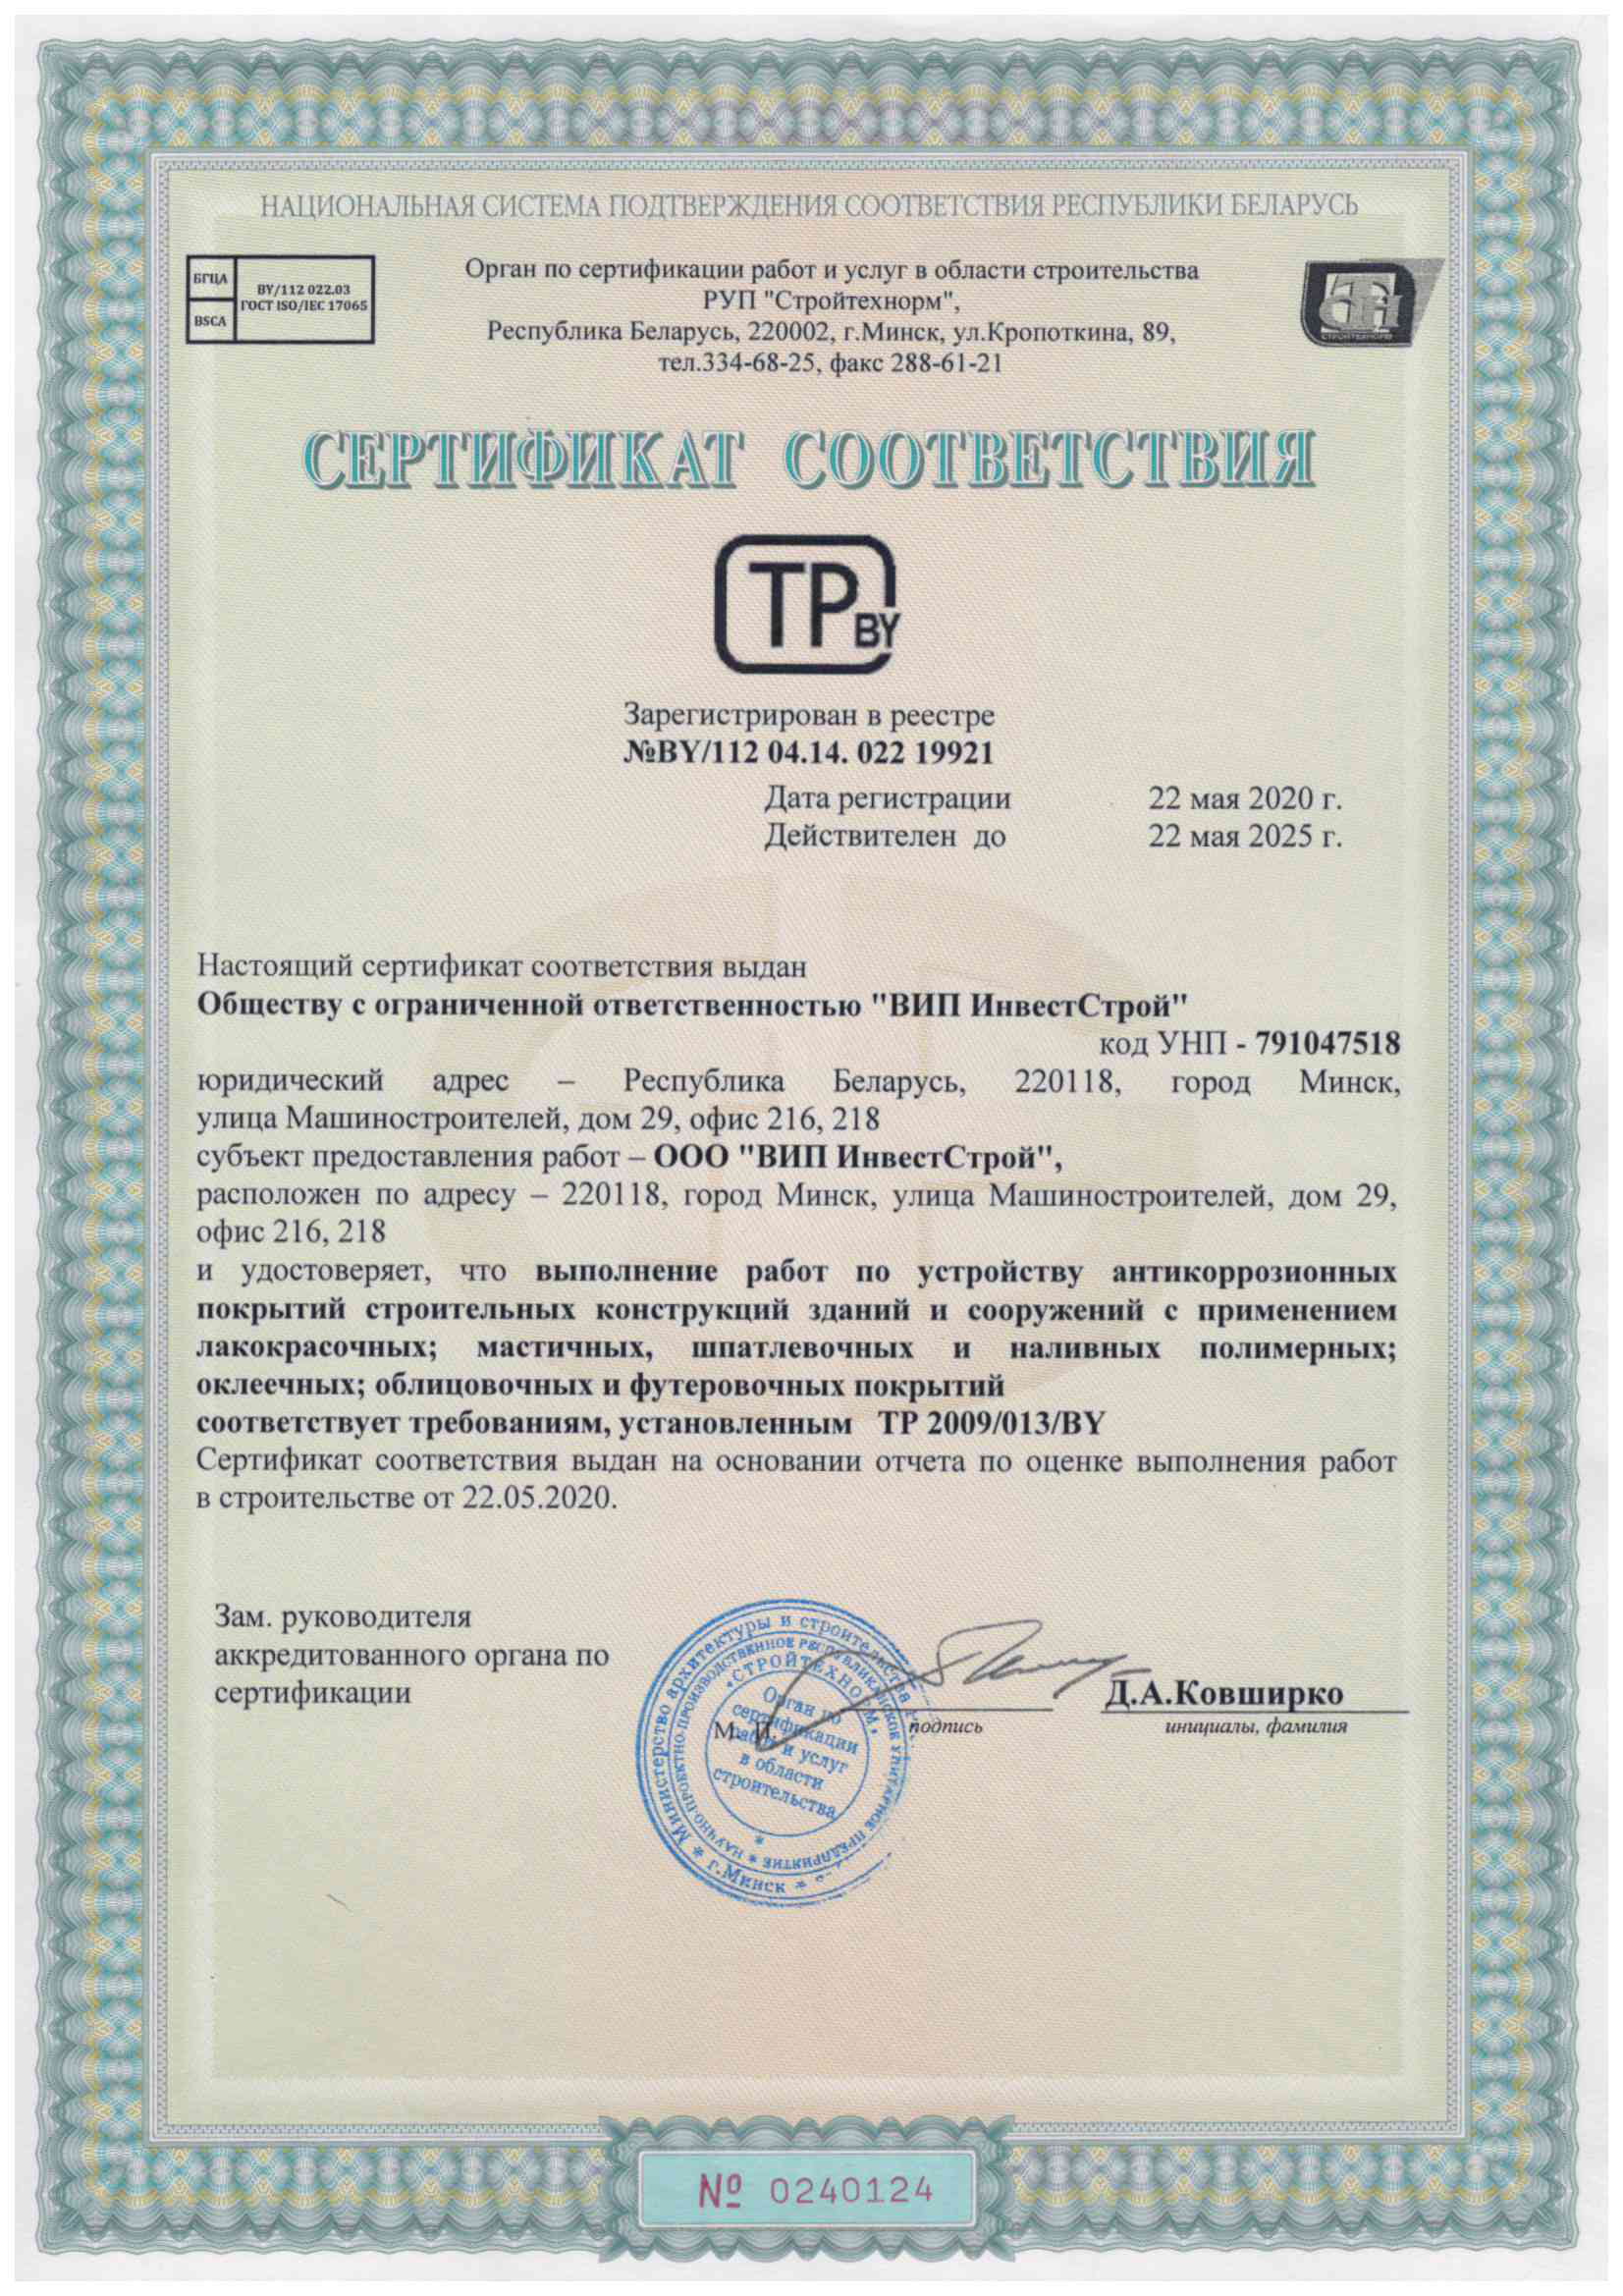 НАЦИОНАЛЬНАЯ СИСТЕМА ПОДТВЕРЖДЕНИЯ СООТВЕТСТВИЯ РЕСПУБЛИКИ БЕЛАРУСЬ
БГЦА
BSCA
BY/112 022.03
ГОСТ ISO/IEC 17065
Орган по сертификации работ и услуг в области строительства
РУП "Стройтехнорм",
Республика Беларусь, 220002, г.Минск, ул.Кропоткина, 89,
тел.334-68-25, факс 288-61-21
СТН
СТРОЙТЕХНОРМ
СЕРТИФИКАТ СООТВЕТСТВИЯ
ТР BY
Зарегистрирован в реестре
№BY/112 04.14. 022 19921
Дата регистрации 22 мая 2020 г.
Действителен до 22 мая 2025 г.
Настоящий сертификат соответствия выдан
Обществу с ограниченной ответственностью "ВИП ИнвестСтрой"
код УНП - 791047518
юридический адрес – Республика Беларусь, 220118, город Минск,
улица Машиностроителей, дом 29, офис 216, 218
субъект предоставления работ – ООО "ВИП ИнвестСтрой",
расположен по адресу – 220118, город Минск, улица Машиностроителей, дом 29,
офис 216, 218
и удостоверяет, что выполнение работ по устройству антикоррозионных
покрытий строительных конструкций зданий и сооружений с применением
лакокрасочных; мастичных, шпатлевочных и наливных полимерных;
оклеечных; облицовочных и футеровочных покрытий
соответствует требованиям, установленным ТР 2009/013/BY
Сертификат соответствия выдан на основании отчета по оценке выполнения работ
в строительстве от 22.05.2020.
Зам. руководителя
аккредитованного органа по
сертификации
М. П.
подпись
Д.А.Ковширко
инициалы, фамилия
Министерство архитектуры и строительства
* г.Минск *
НАУЧНО-ПРОЕКТНО-ПРОИЗВОДСТВЕННОЕ РЕСПУБЛИКАНСКОЕ УНИТАРНОЕ ПРЕДПРИЯТИЕ *
«СТРОЙТЕХНОРМ»
Орган по
сертификации
работ и услуг
в области
строительства
№ 0240124